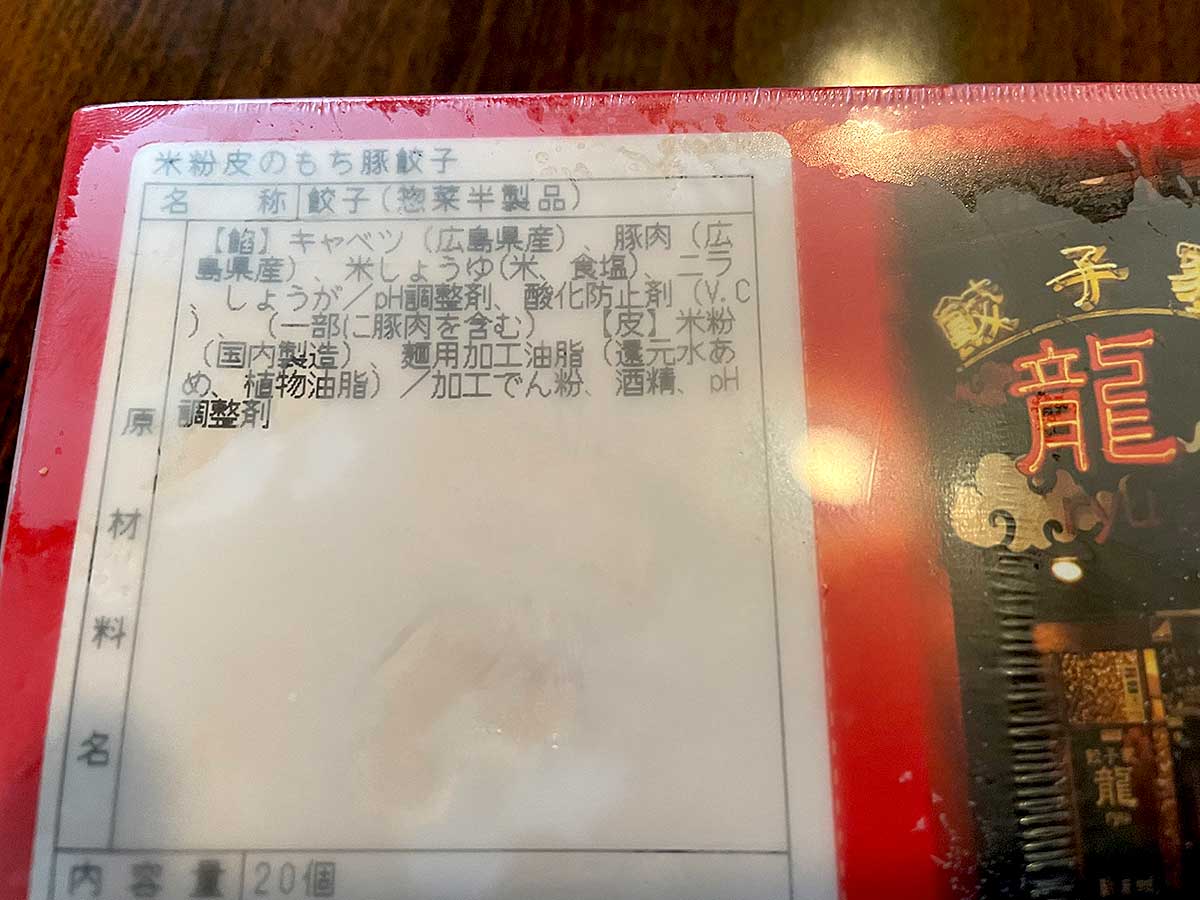 米粉皮のもち豚餃子
名 称 餃子(惣菜半製品)
原材料名
【餡】キャベツ(広島県産)、豚肉(広
島県産)、米しょうゆ(米、食塩)、ニラ
、しょうが/pH調整剤、酸化防止剤(V.C
)、(一部に豚肉を含む) 【皮】米粉
(国内製造)、麺用加工油脂(還元水あ
め、植物油脂)/加工でん粉、酒精、pH
調整剤
内容量 20個
餃子
龍
ryu
龍